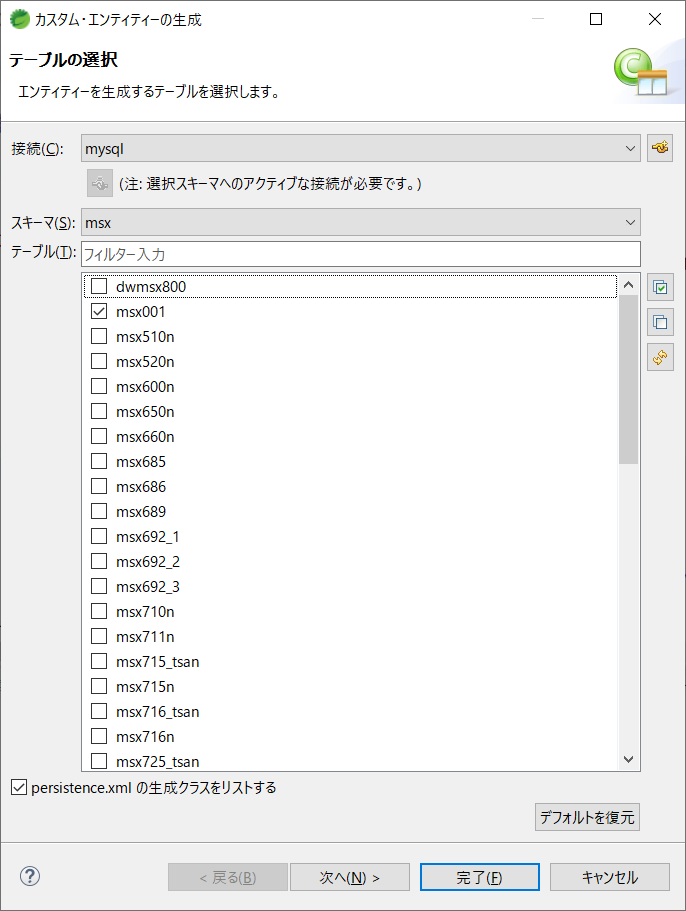 カスタム・エンティティーの生成
テーブルの選択
エンティティーを生成するテーブルを選択します。
接続(C): mysql
(注: 選択スキーマへのアクティブな接続が必要です。)
スキーマ(S): msx
テーブル(T): フィルター入力
dwmsx800
msx001
msx510n
msx520n
msx600n
msx650n
msx660n
msx685
msx686
msx689
msx692_1
msx692_2
msx692_3
msx710n
msx711n
msx715_tsan
msx715n
msx716_tsan
msx716n
msx725_tsan
persistence.xml の生成クラスをリストする
デフォルトを復元
< 戻る(B) 次へ(N) > 完了(F) キャンセル